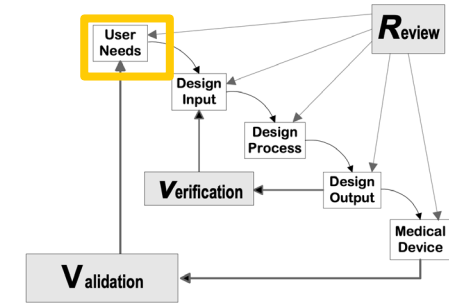 Review
User
Needs
Design
Input
Design
Process
Verification
Design
Output
Medical
Device
Validation